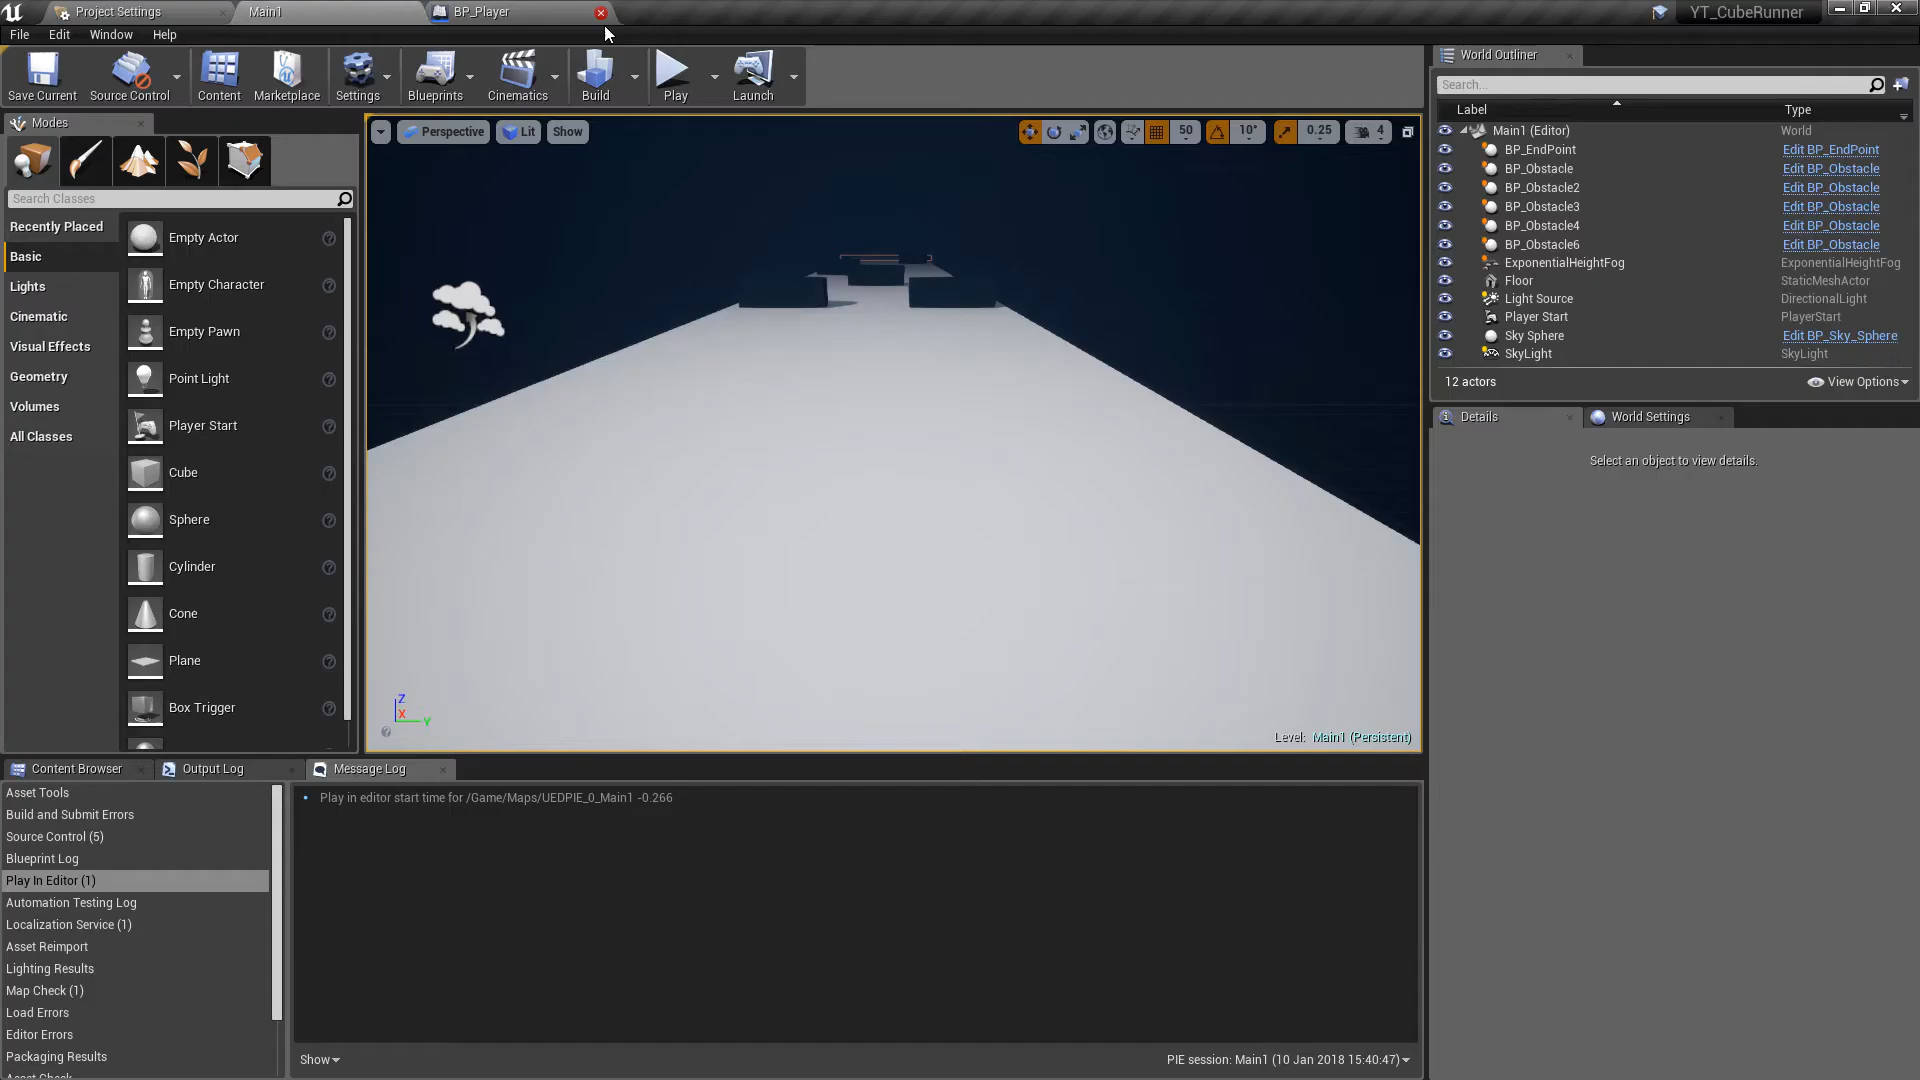 Project Settings
Main1
BP_Player
YT_CubeRunner
File Edit Window Help
Save Current
Source Control
Content
Marketplace
Settings
Blueprints
Cinematics
Build
Play
Launch
Modes
Search Classes
Recently Placed
Basic
Lights
Cinematic
Visual Effects
Geometry
Volumes
All Classes
Empty Actor
Empty Character
Empty Pawn
Point Light
Player Start
Cube
Sphere
Cylinder
Cone
Plane
Box Trigger
Perspective
Lit
Show
50
10°
0.25
4
Z
X
Y
Level: Main1 (Persistent)
World Outliner
Search...
Label Type
Main1 (Editor) World
BP_EndPoint Edit BP_EndPoint
BP_Obstacle Edit BP_Obstacle
BP_Obstacle2 Edit BP_Obstacle
BP_Obstacle3 Edit BP_Obstacle
BP_Obstacle4 Edit BP_Obstacle
BP_Obstacle6 Edit BP_Obstacle
ExponentialHeightFog ExponentialHeightFog
Floor StaticMeshActor
Light Source DirectionalLight
Player Start PlayerStart
Sky Sphere Edit BP_Sky_Sphere
SkyLight SkyLight
12 actors
View Options
Details
World Settings
Select an object to view details.
Content Browser
Output Log
Message Log
Asset Tools
Build and Submit Errors
Source Control (5)
Blueprint Log
Play In Editor (1)
Automation Testing Log
Localization Service (1)
Asset Reimport
Lighting Results
Map Check (1)
Load Errors
Editor Errors
Packaging Results
Asset Check
Play in editor start time for /Game/Maps/UEDPIE_0_Main1 -0.266
Show
PIE session: Main1 (10 Jan 2018 15:40:47)